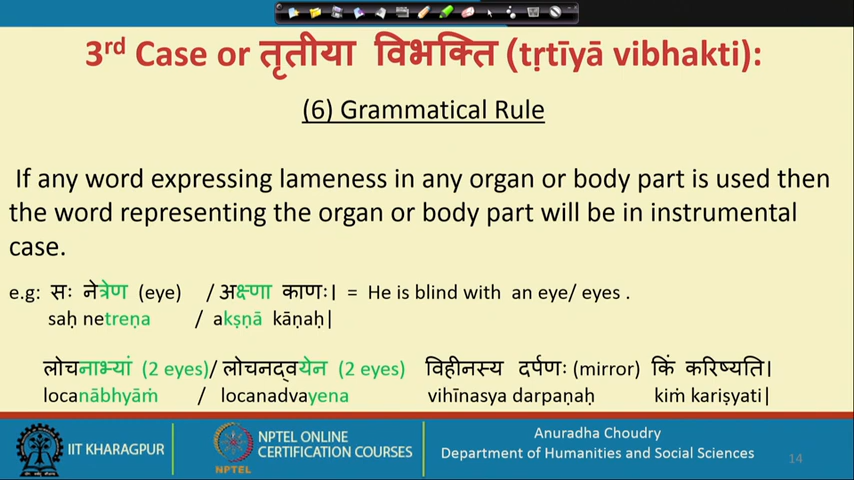 3rd Case or तृतीया विभक्ति (tṛtīyā vibhakti):
(6) Grammatical Rule
If any word expressing lameness in any organ or body part is used then
the word representing the organ or body part will be in instrumental
case.
e.g: सः नेत्रेण (eye) / अक्ष्णा काणः। = He is blind with an eye/ eyes .
saḥ netreṇa / akṣṇā kāṇaḥ|
लोचनाभ्यां (2 eyes)/ लोचनद्वयेन (2 eyes) विहीनस्य दर्पणः (mirror) किं करिष्यति।
locanābhyāṁ / locanadvayena vihīnasya darpaṇaḥ kiṁ kariṣyati|
IIT KHARAGPUR
NPTEL
NPTEL ONLINE
CERTIFICATION COURSES
Anuradha Choudry
Department of Humanities and Social Sciences
14